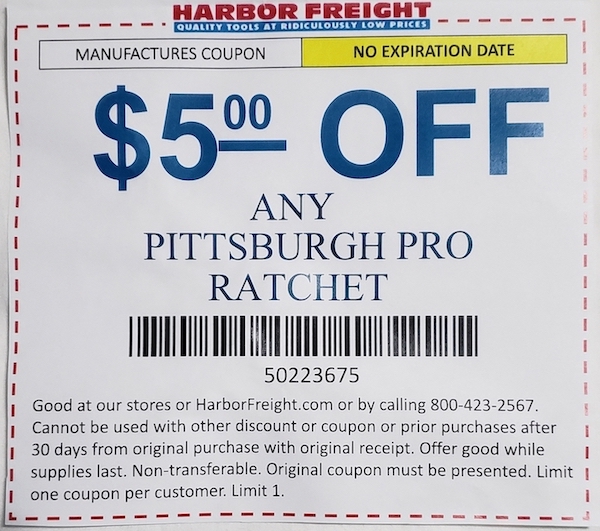 HARBOR FREIGHT
QUALITY TOOLS AT RIDICULOUSLY LOW PRICES
MANUFACTURES COUPON
NO EXPIRATION DATE
$5.00 OFF
ANY
PITTSBURGH PRO
RATCHET
50223675
Good at our stores or HarborFreight.com or by calling 800-423-2567.
Cannot be used with other discount or coupon or prior purchases after
30 days from original purchase with original receipt. Offer good while
supplies last. Non-transferable. Original coupon must be presented. Limit
one coupon per customer. Limit 1.